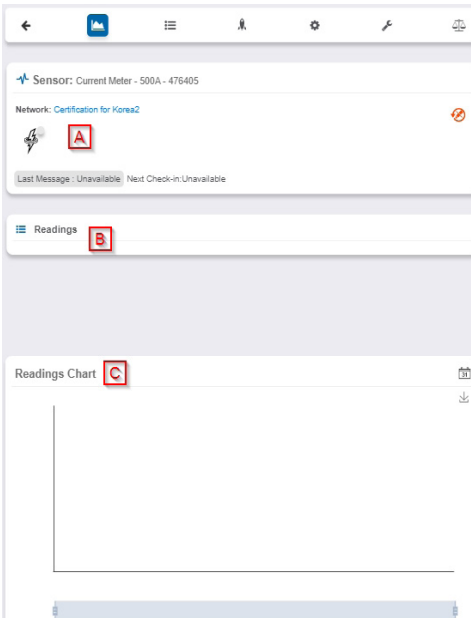 Sensor: Current Meter - 500A - 476405
Network: Certification for Korea2
A
Last Message : Unavailable Next Check-in:Unavailable
Readings
B
Readings Chart C
31